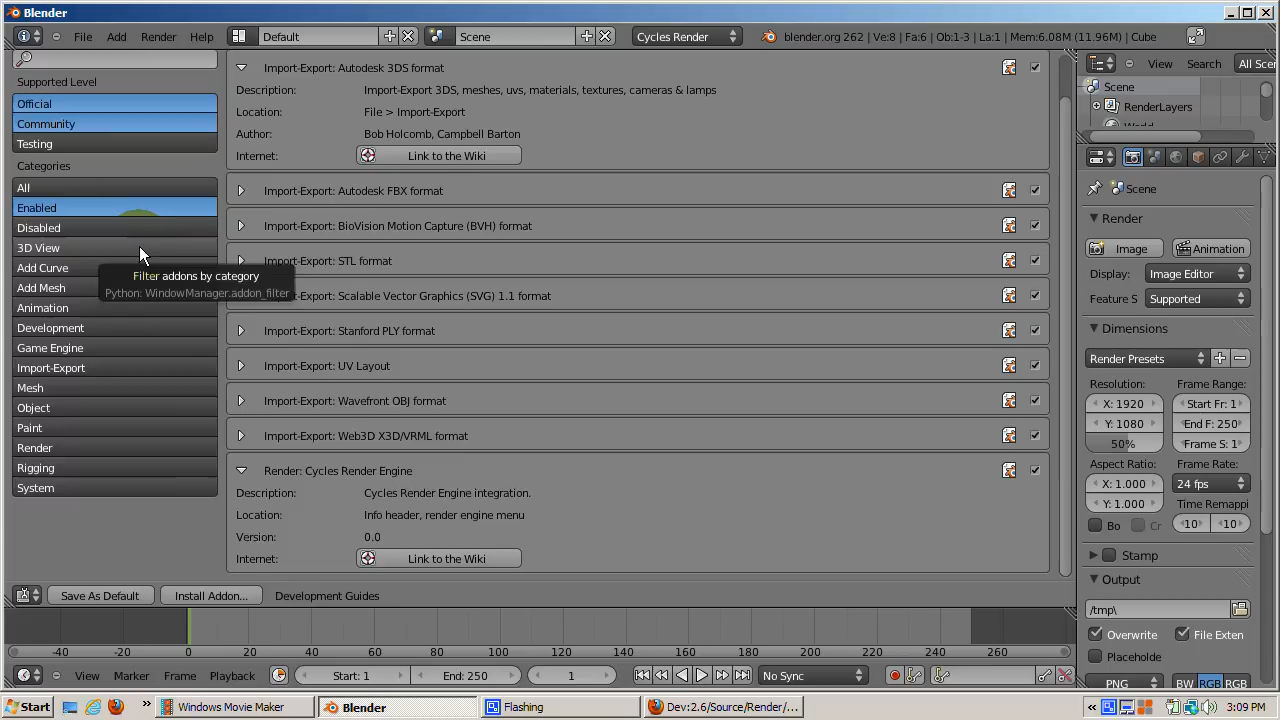 Blender
File Add Render Help Default Scene Cycles Render blender.org 262 | Ve:8 | Fa:6 | Ob:1-3 | La:1 | Mem:6.08M (11.96M) | Cube
Supported Level
Official
Community
Testing
Categories
All
Enabled
Disabled
3D View
Add Curve
Add Mesh
Animation
Development
Game Engine
Import-Export
Mesh
Object
Paint
Render
Rigging
System
Filter addons by category
Python: WindowManager.addon_filter
Import-Export: Autodesk 3DS format
Description: Import-Export 3DS, meshes, uvs, materials, textures, cameras & lamps
Location: File > Import-Export
Author: Bob Holcomb, Campbell Barton
Internet: Link to the Wiki
Import-Export: Autodesk FBX format
Import-Export: BioVision Motion Capture (BVH) format
Import-Export: STL format
Import-Export: Scalable Vector Graphics (SVG) 1.1 format
Import-Export: Stanford PLY format
Import-Export: UV Layout
Import-Export: Wavefront OBJ format
Import-Export: Web3D X3D/VRML format
Render: Cycles Render Engine
Description: Cycles Render Engine integration.
Location: Info header, render engine menu
Version: 0.0
Internet: Link to the Wiki
Save As Default Install Addon... Development Guides
-40 -20 0 20 40 60 80 100 120 140 160 180 200 220 240 260
View Marker Frame Playback Start: 1 End: 250 1 No Sync
View Search All Scen
Scene
RenderLayers
World
Scene
Render
Image Animation
Display: Image Editor
Feature S Supported
Dimensions
Render Presets
Resolution: Frame Range:
X: 1920 Start Fr: 1
Y: 1080 End F: 250
50% Frame S: 1
Aspect Ratio: Frame Rate:
X: 1.000 24 fps
Y: 1.000 Time Remappi
Bo Cr 10 10
Stamp
Output
/tmp\
Overwrite File Exten
Placeholde
PNG BW RGB RGB
Start Windows Movie Maker Blender Flashing Dev:2.6/Source/Render/... 3:09 PM